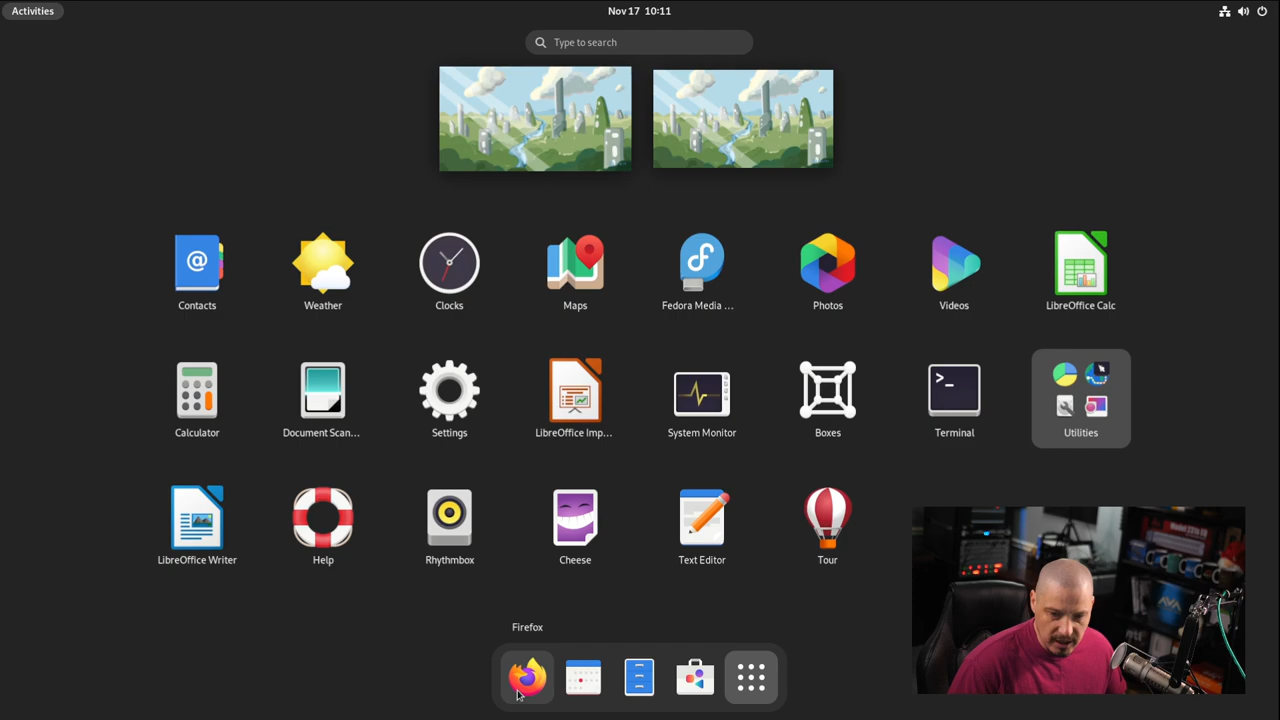 Activities
Nov 17 10:11
Type to search
Contacts
Weather
Clocks
Maps
Fedora Media ...
Photos
Videos
LibreOffice Calc
Calculator
Document Scan...
Settings
LibreOffice Imp...
System Monitor
Boxes
Terminal
Utilities
LibreOffice Writer
Help
Rhythmbox
Cheese
Text Editor
Tour
Firefox